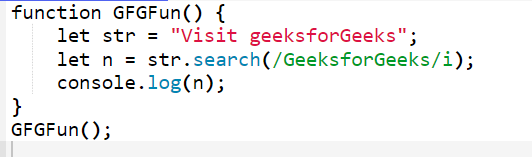 function GFGFun() {
    let str = "Visit geeksforGeeks";
    let n = str.search(/GeeksforGeeks/i);
    console.log(n);
}
GFGFun();